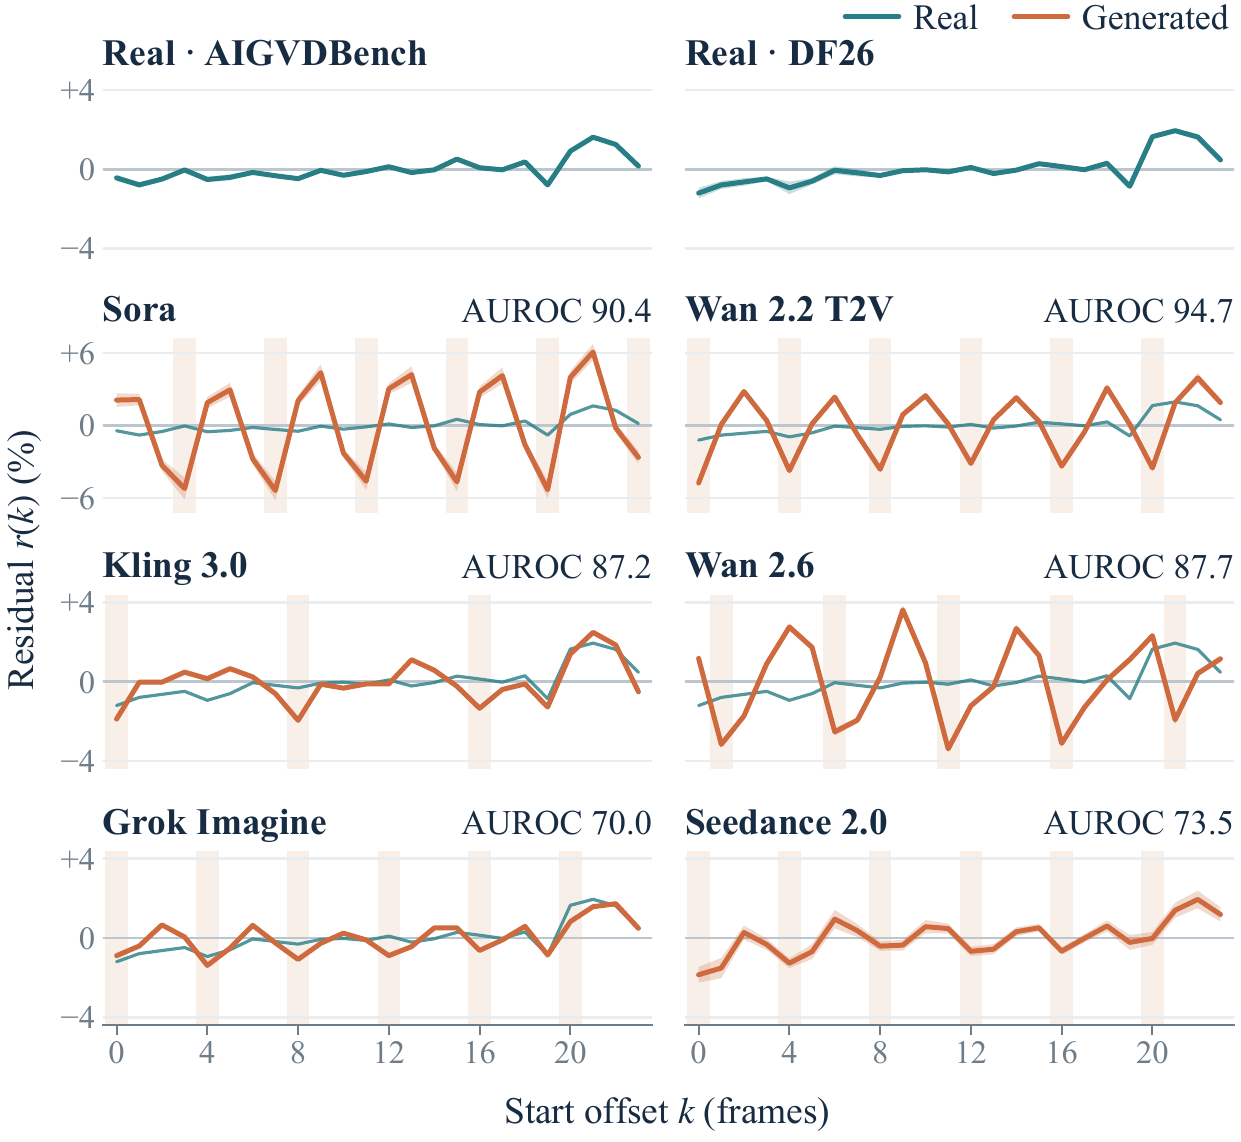 Real Generated
Real · AIGVDBench Real · DF26
+4
0
−4
Sora AUROC 90.4 Wan 2.2 T2V AUROC 94.7
+6
0
−6
Kling 3.0 AUROC 87.2 Wan 2.6 AUROC 87.7
+4
0
−4
Grok Imagine AUROC 70.0 Seedance 2.0 AUROC 73.5
+4
0
−4
0 4 8 12 16 20 0 4 8 12 16 20
Start offset k (frames)
Residual r(k) (%)